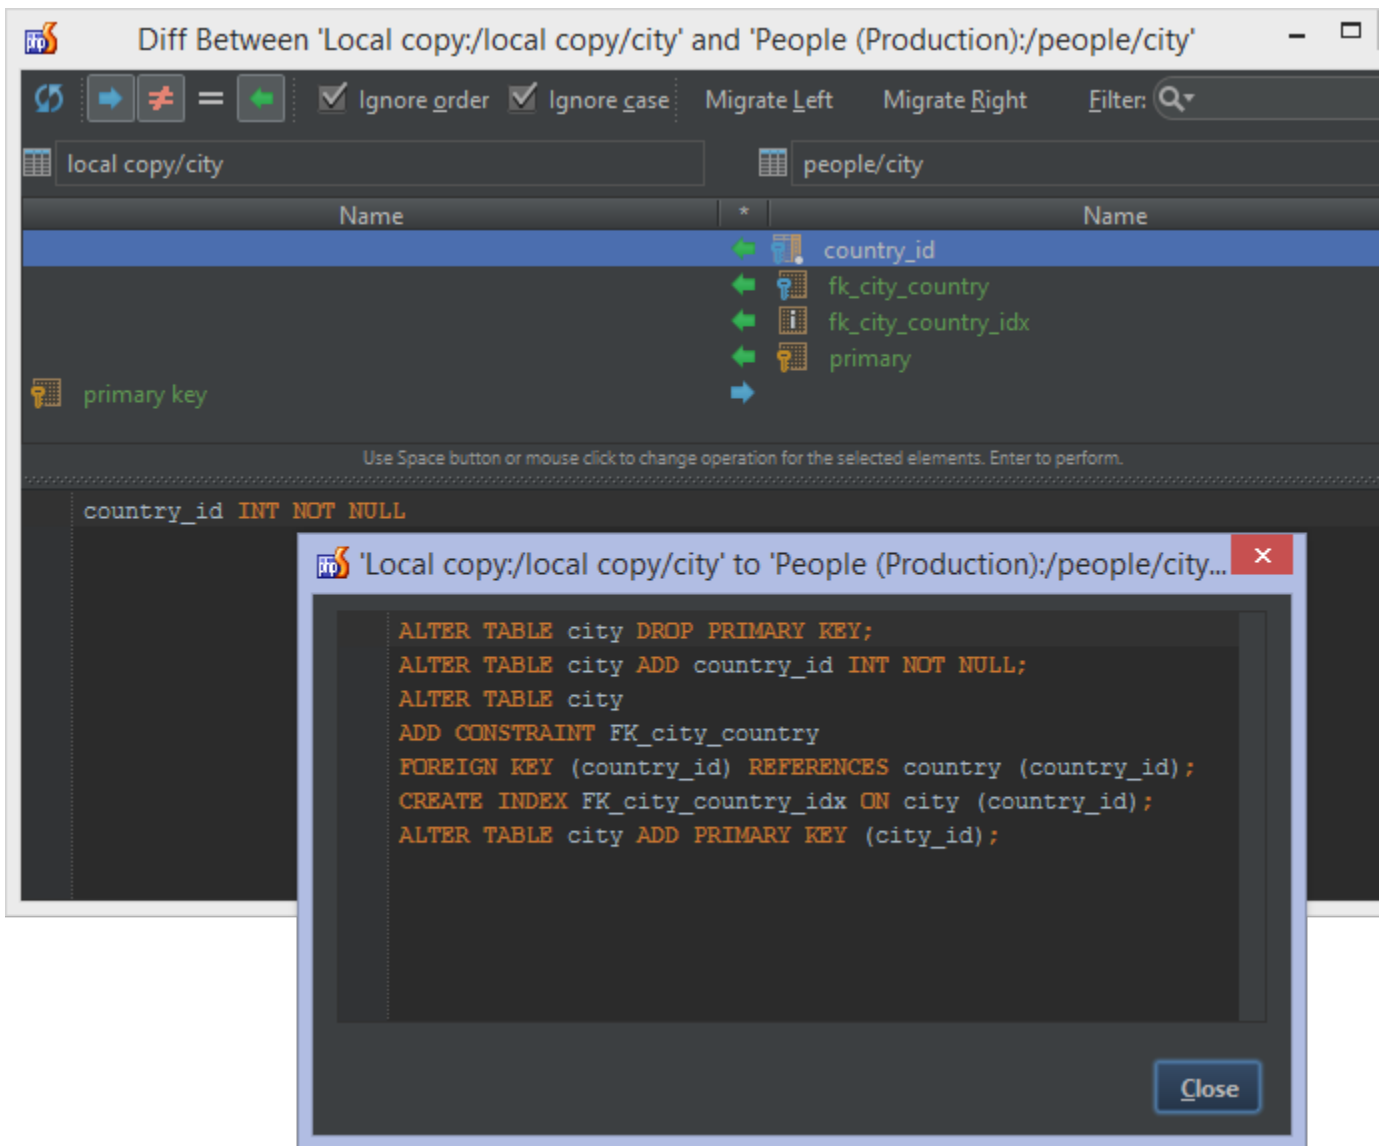 Diff Between 'Local copy:/local copy/city' and 'People (Production):/people/city'
Ignore order Ignore case Migrate Left Migrate Right Filter:
local copy/city people/city
Name * Name
country_id
fk_city_country
fk_city_country_idx
primary
primary key
Use Space button or mouse click to change operation for the selected elements. Enter to perform.
country_id INT NOT NULL
'Local copy:/local copy/city' to 'People (Production):/people/city...
ALTER TABLE city DROP PRIMARY KEY;
ALTER TABLE city ADD country_id INT NOT NULL;
ALTER TABLE city
ADD CONSTRAINT FK_city_country
FOREIGN KEY (country_id) REFERENCES country (country_id);
CREATE INDEX FK_city_country_idx ON city (country_id);
ALTER TABLE city ADD PRIMARY KEY (city_id);
Close